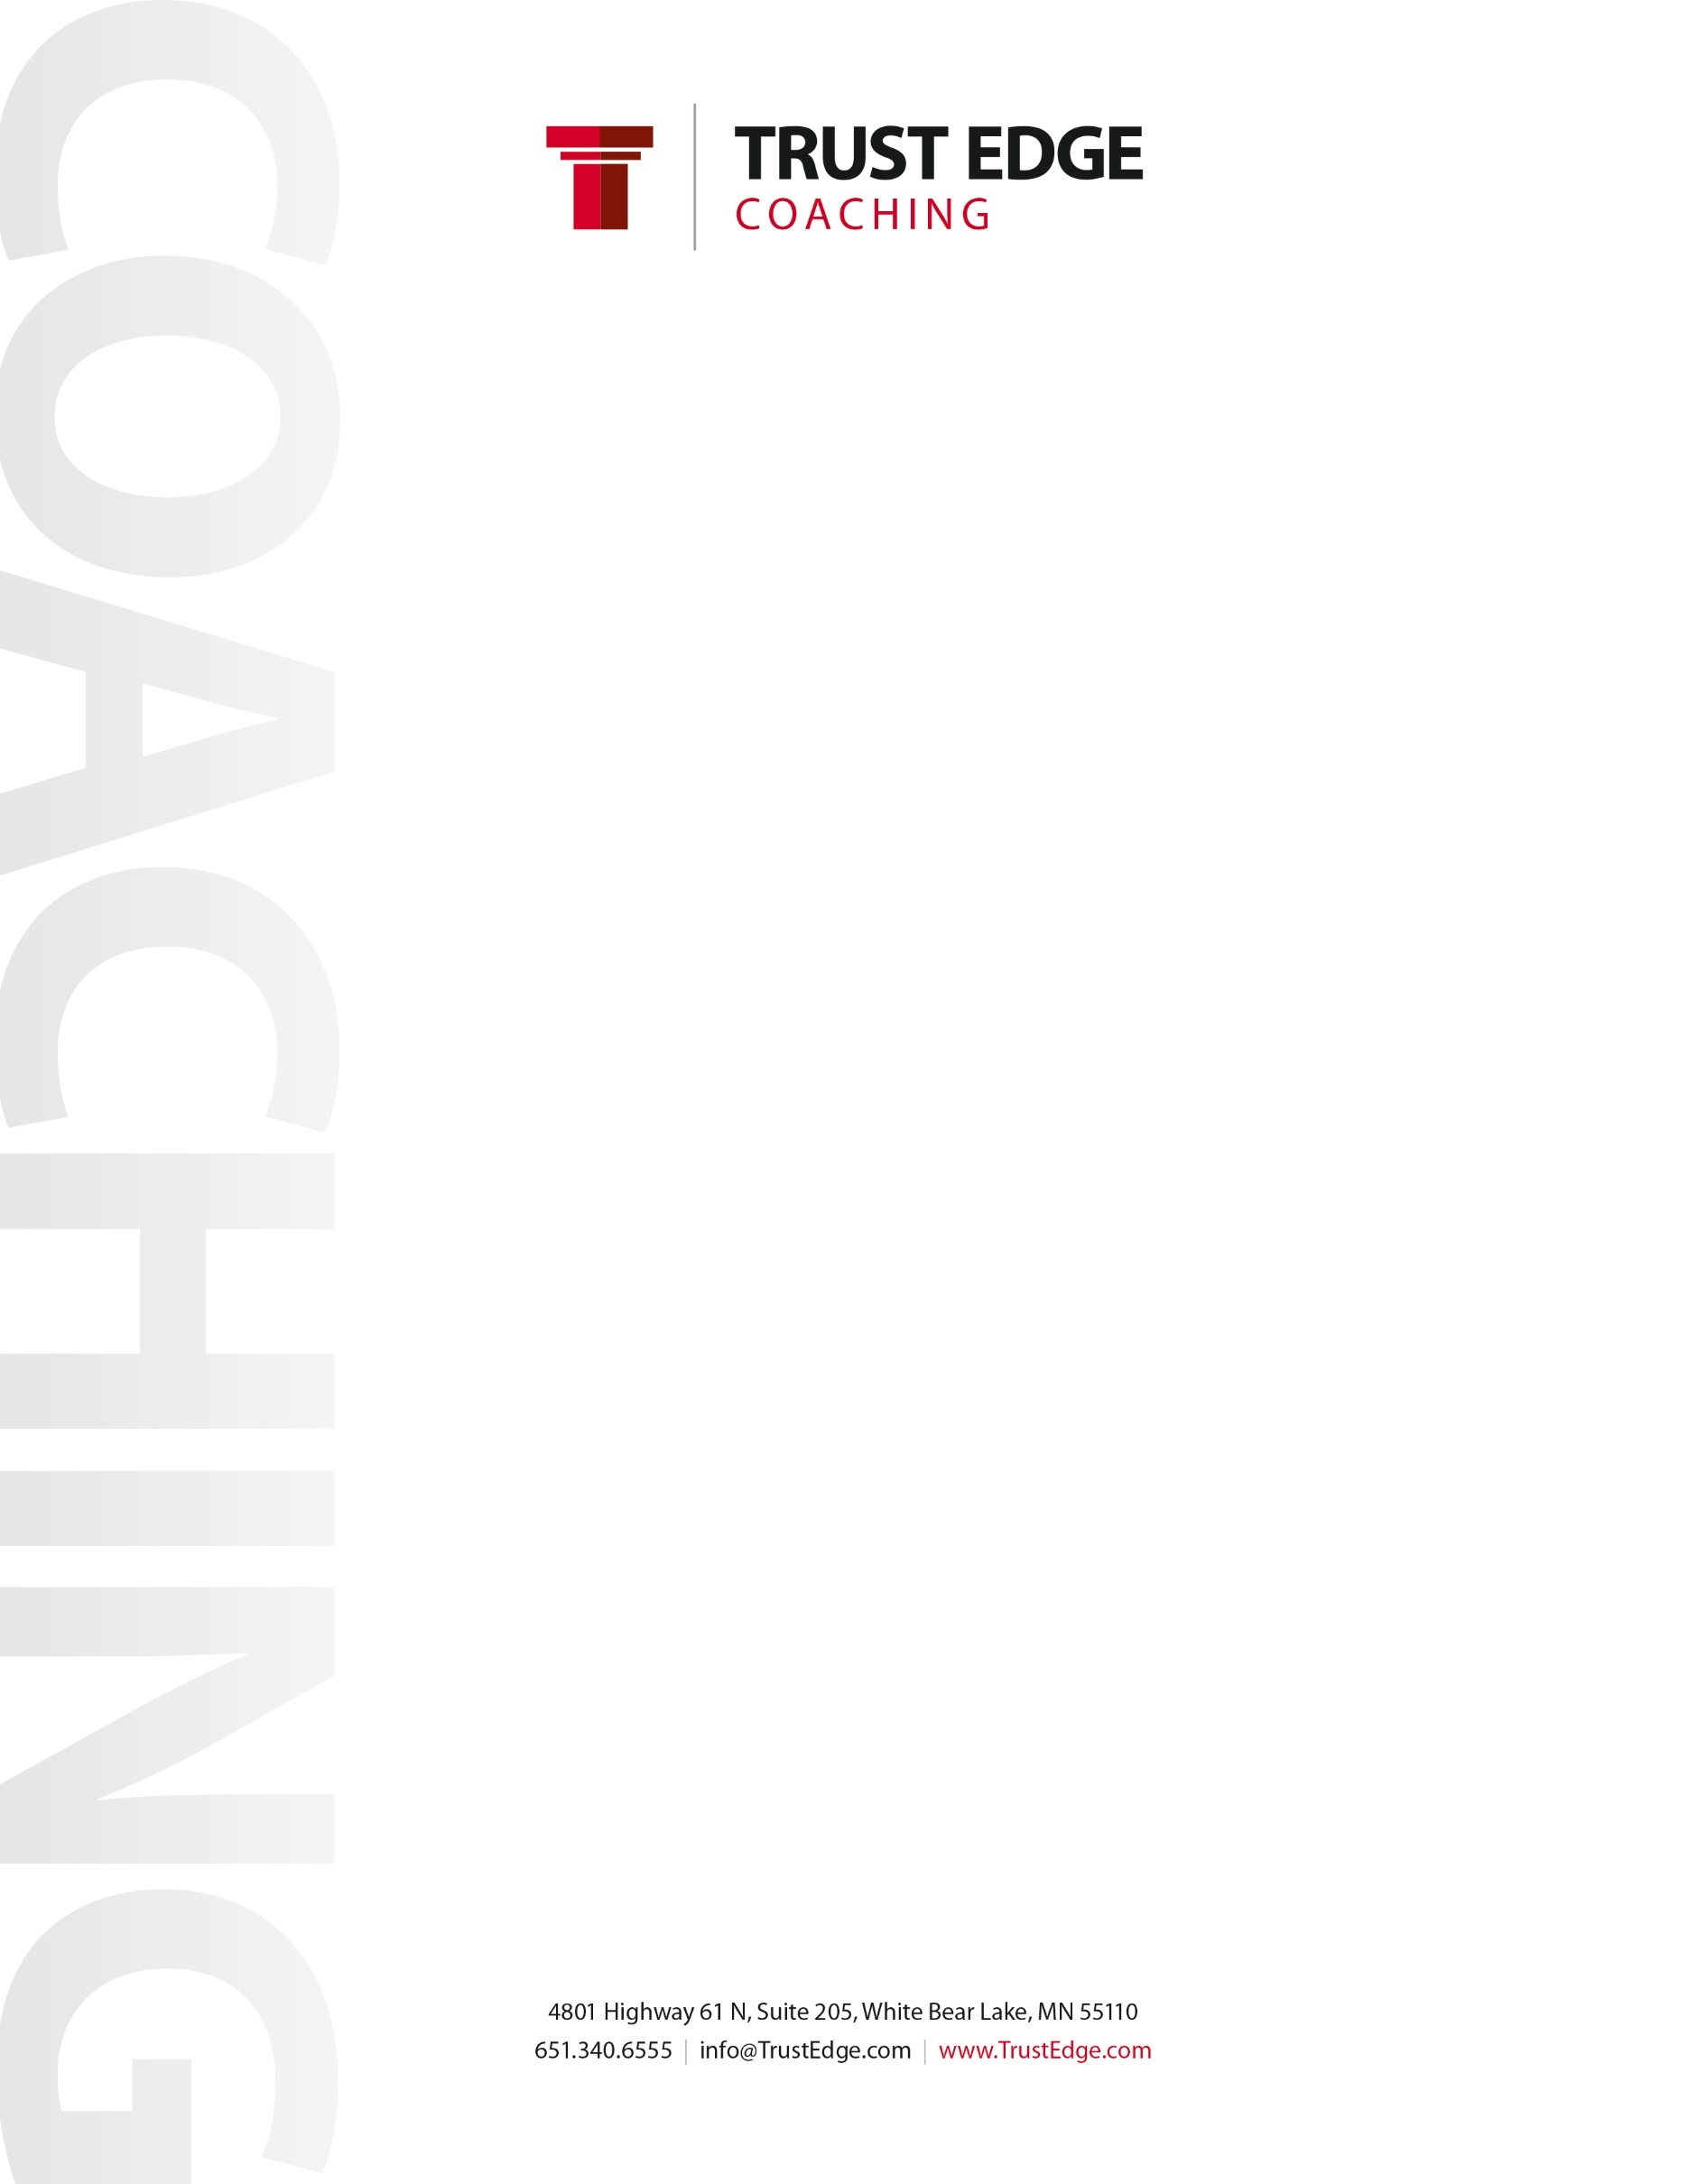 COACHING
TRUST EDGE
COACHING
4801 Highway 61 N, Suite 205, White Bear Lake, MN 55110
651.340.6555 | info@TrustEdge.com | www.TrustEdge.com